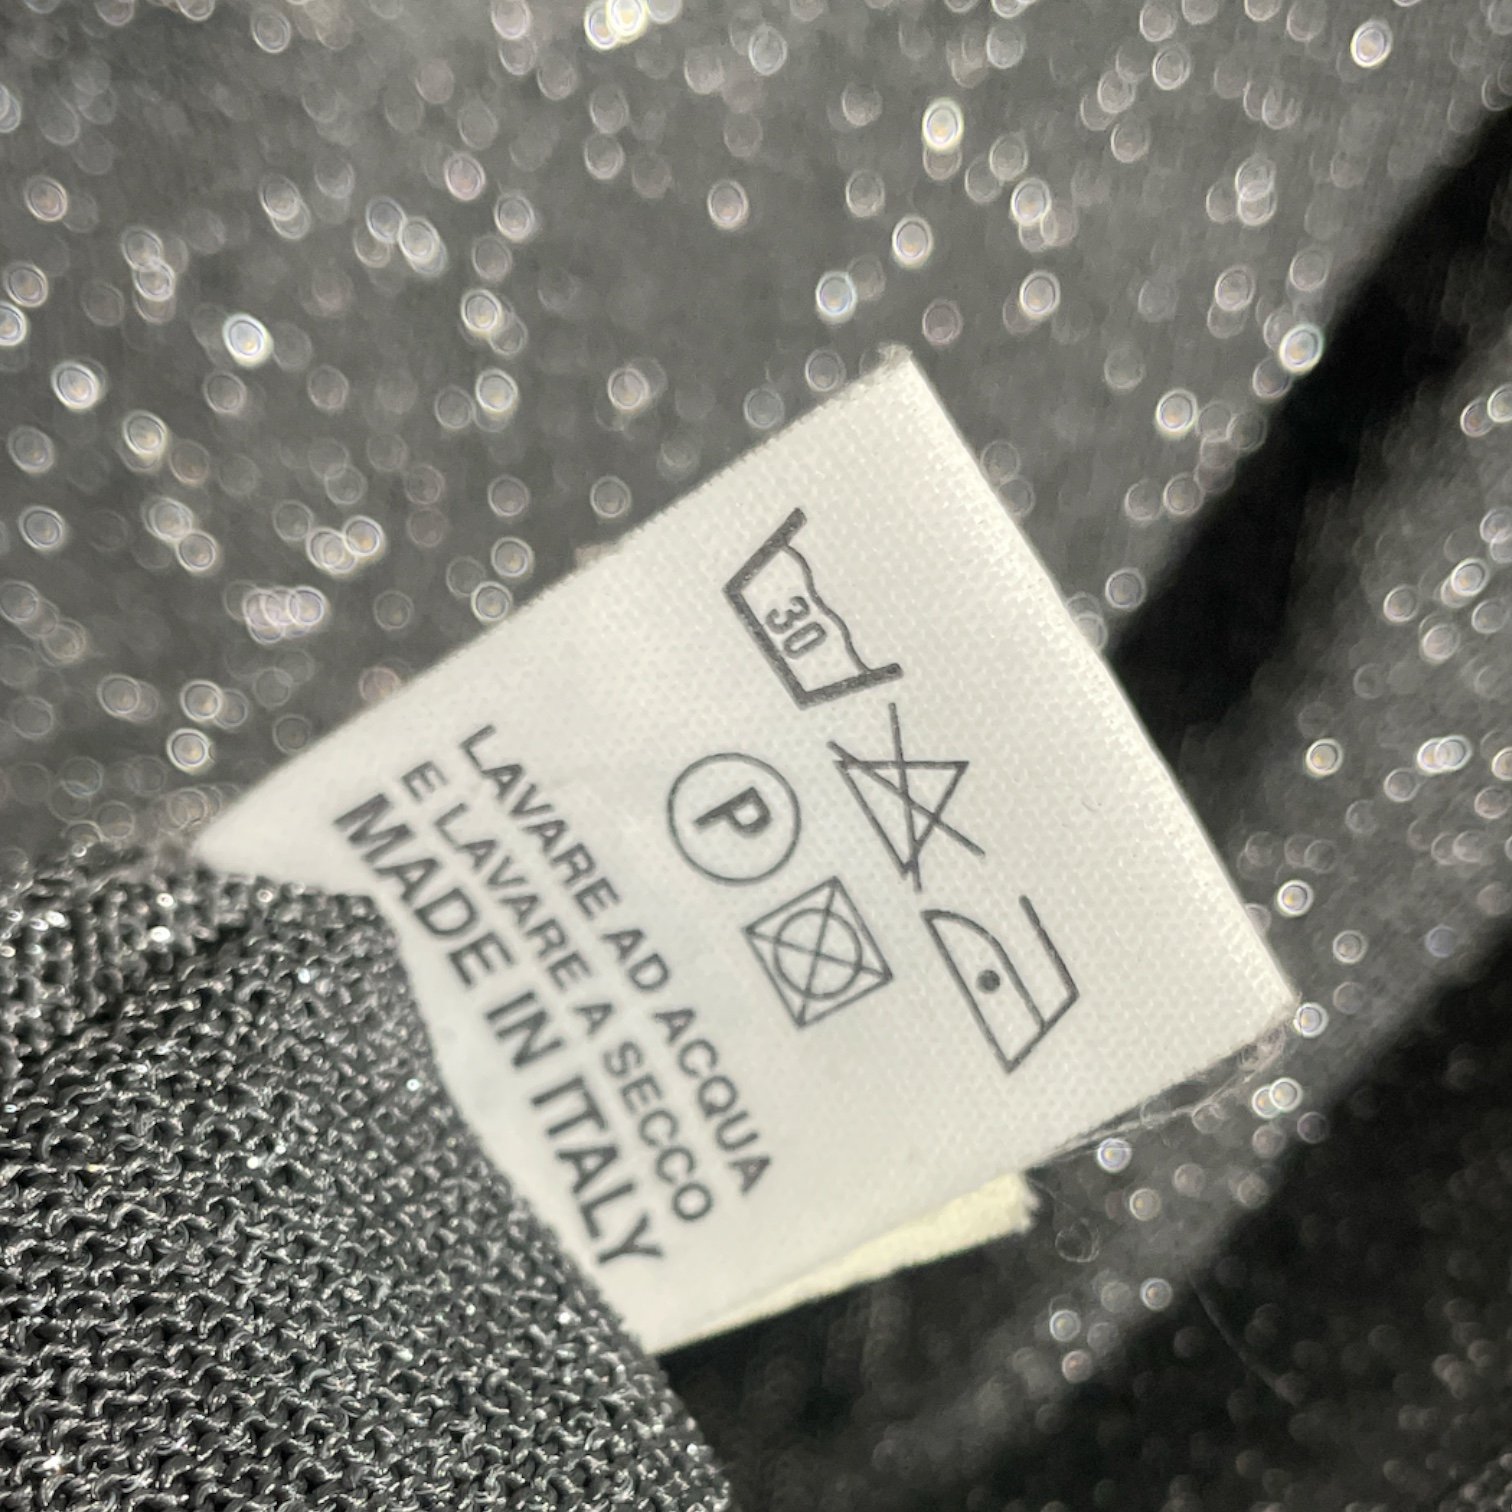 30
P
LAVARE AD ACQUA
E LAVARE A SECCO
MADE IN ITALY